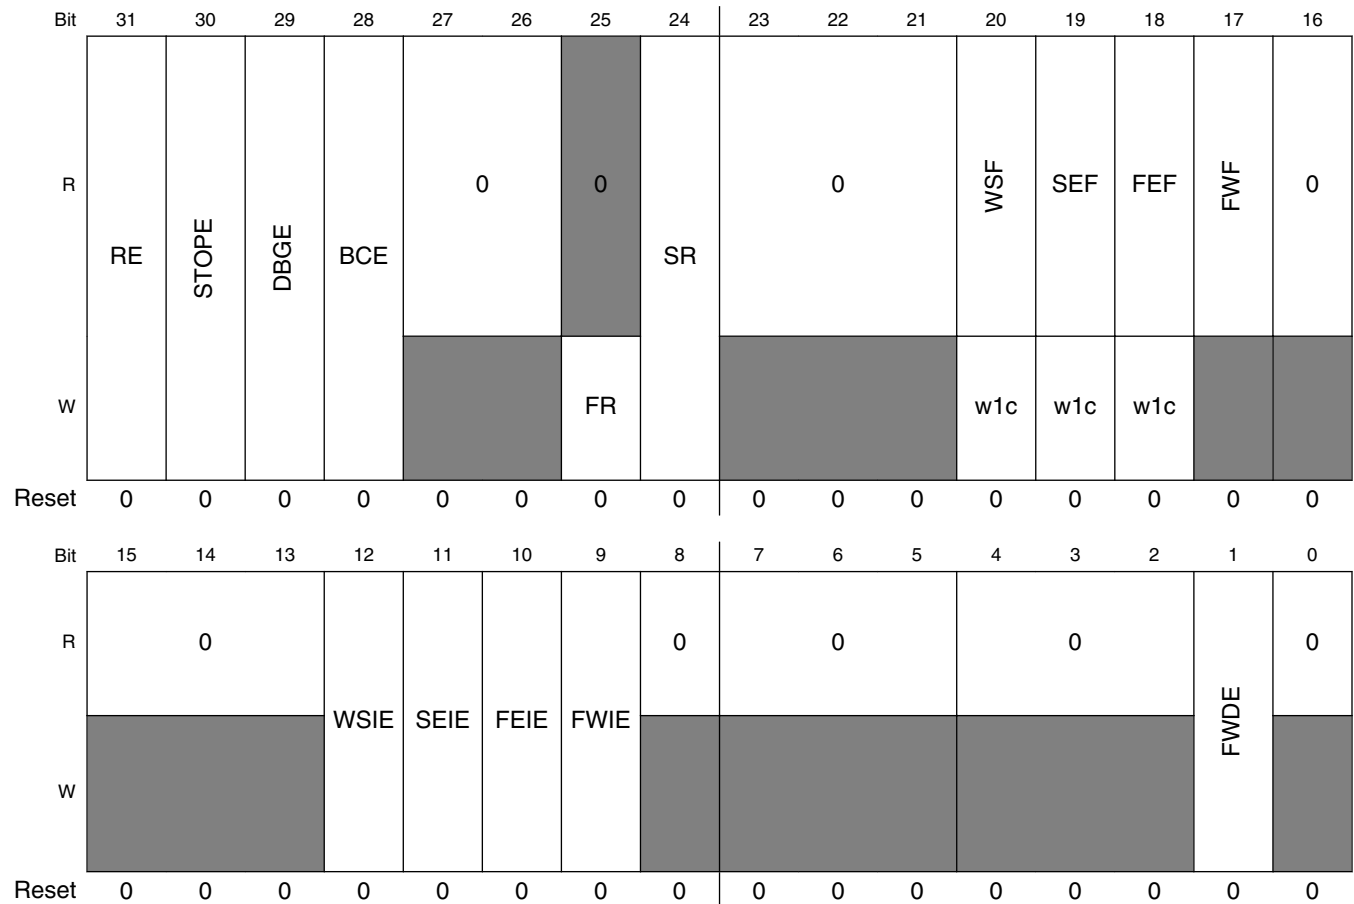 Bit 31 30 29 28 27 26 25 24 23 22 21 20 19 18 17 16
R 0 0 0 WSF SEF FEF FWF 0
RE STOPE DBGE BCE SR
W FR w1c w1c w1c
Reset 0 0 0 0 0 0 0 0 0 0 0 0 0 0 0 0
Bit 15 14 13 12 11 10 9 8 7 6 5 4 3 2 1 0
R 0 0 0 0 0
WSIE SEIE FEIE FWIE FWDE
W
Reset 0 0 0 0 0 0 0 0 0 0 0 0 0 0 0 0